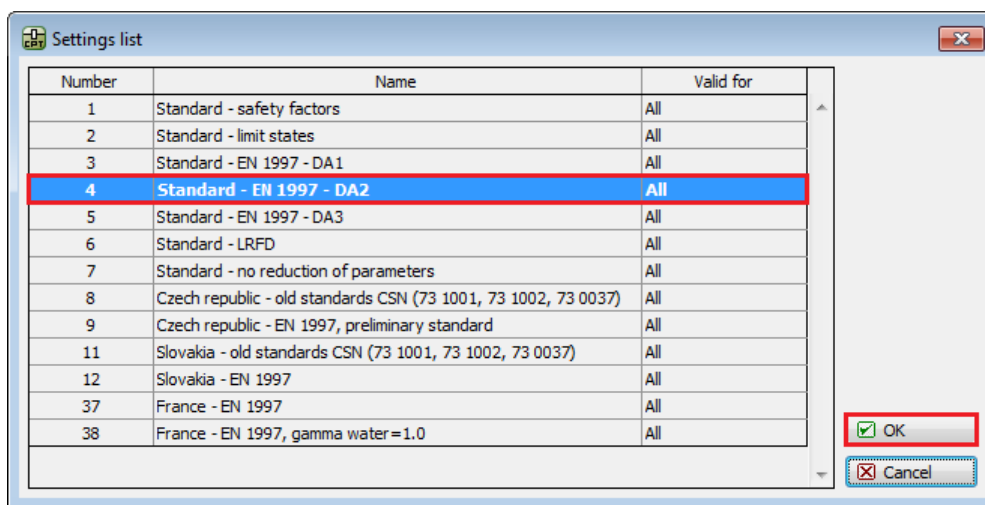 CPT Settings list
Number Name Valid for
1 Standard - safety factors All
2 Standard - limit states All
3 Standard - EN 1997 - DA1 All
4 Standard - EN 1997 - DA2 All
5 Standard - EN 1997 - DA3 All
6 Standard - LRFD All
7 Standard - no reduction of parameters All
8 Czech republic - old standards CSN (73 1001, 73 1002, 73 0037) All
9 Czech republic - EN 1997, preliminary standard All
11 Slovakia - old standards CSN (73 1001, 73 1002, 73 0037) All
12 Slovakia - EN 1997 All
37 France - EN 1997 All
38 France - EN 1997, gamma water=1.0 All
OK
Cancel